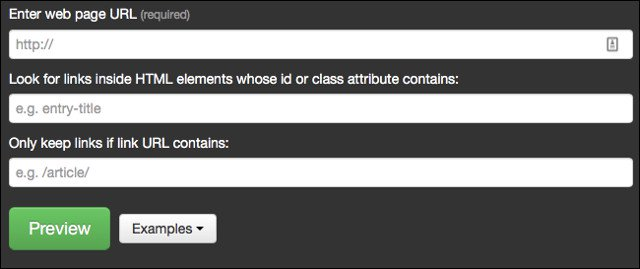 Enter web page URL (required)
http://
Look for links inside HTML elements whose id or class attribute contains:
e.g. entry-title
Only keep links if link URL contains:
e.g. /article/
Preview Examples